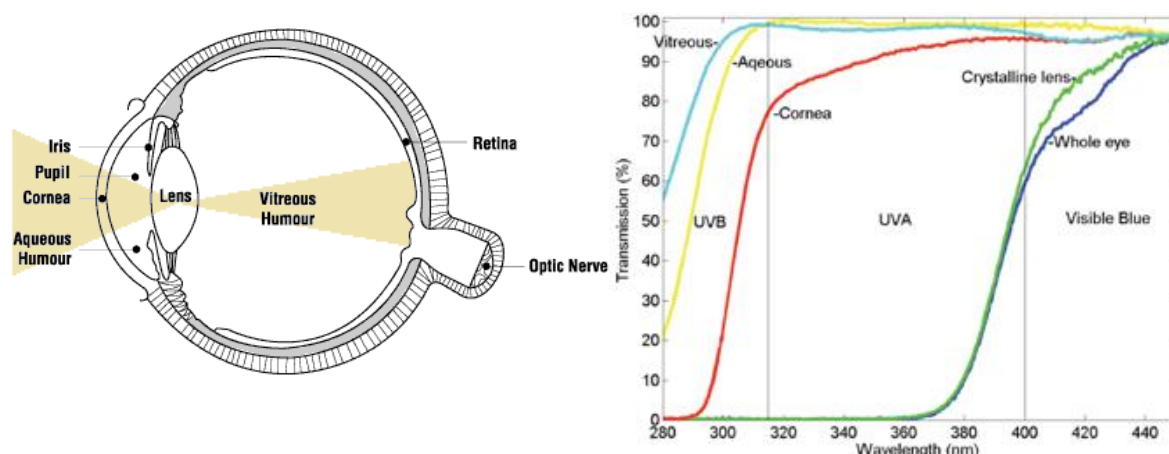 Iris
Pupil
Cornea
Aqueous
Humour
Lens
Vitreous
Humour
Retina
Optic Nerve
Transmission (%)
100
90
80
70
60
50
40
30
20
10
0
Vitreous-
-Aqeous
-Cornea
Crystalline lens-
-Whole eye
UVB
UVA
Visible Blue
280 300 320 340 360 380 400 420 440
Wavelength (nm)